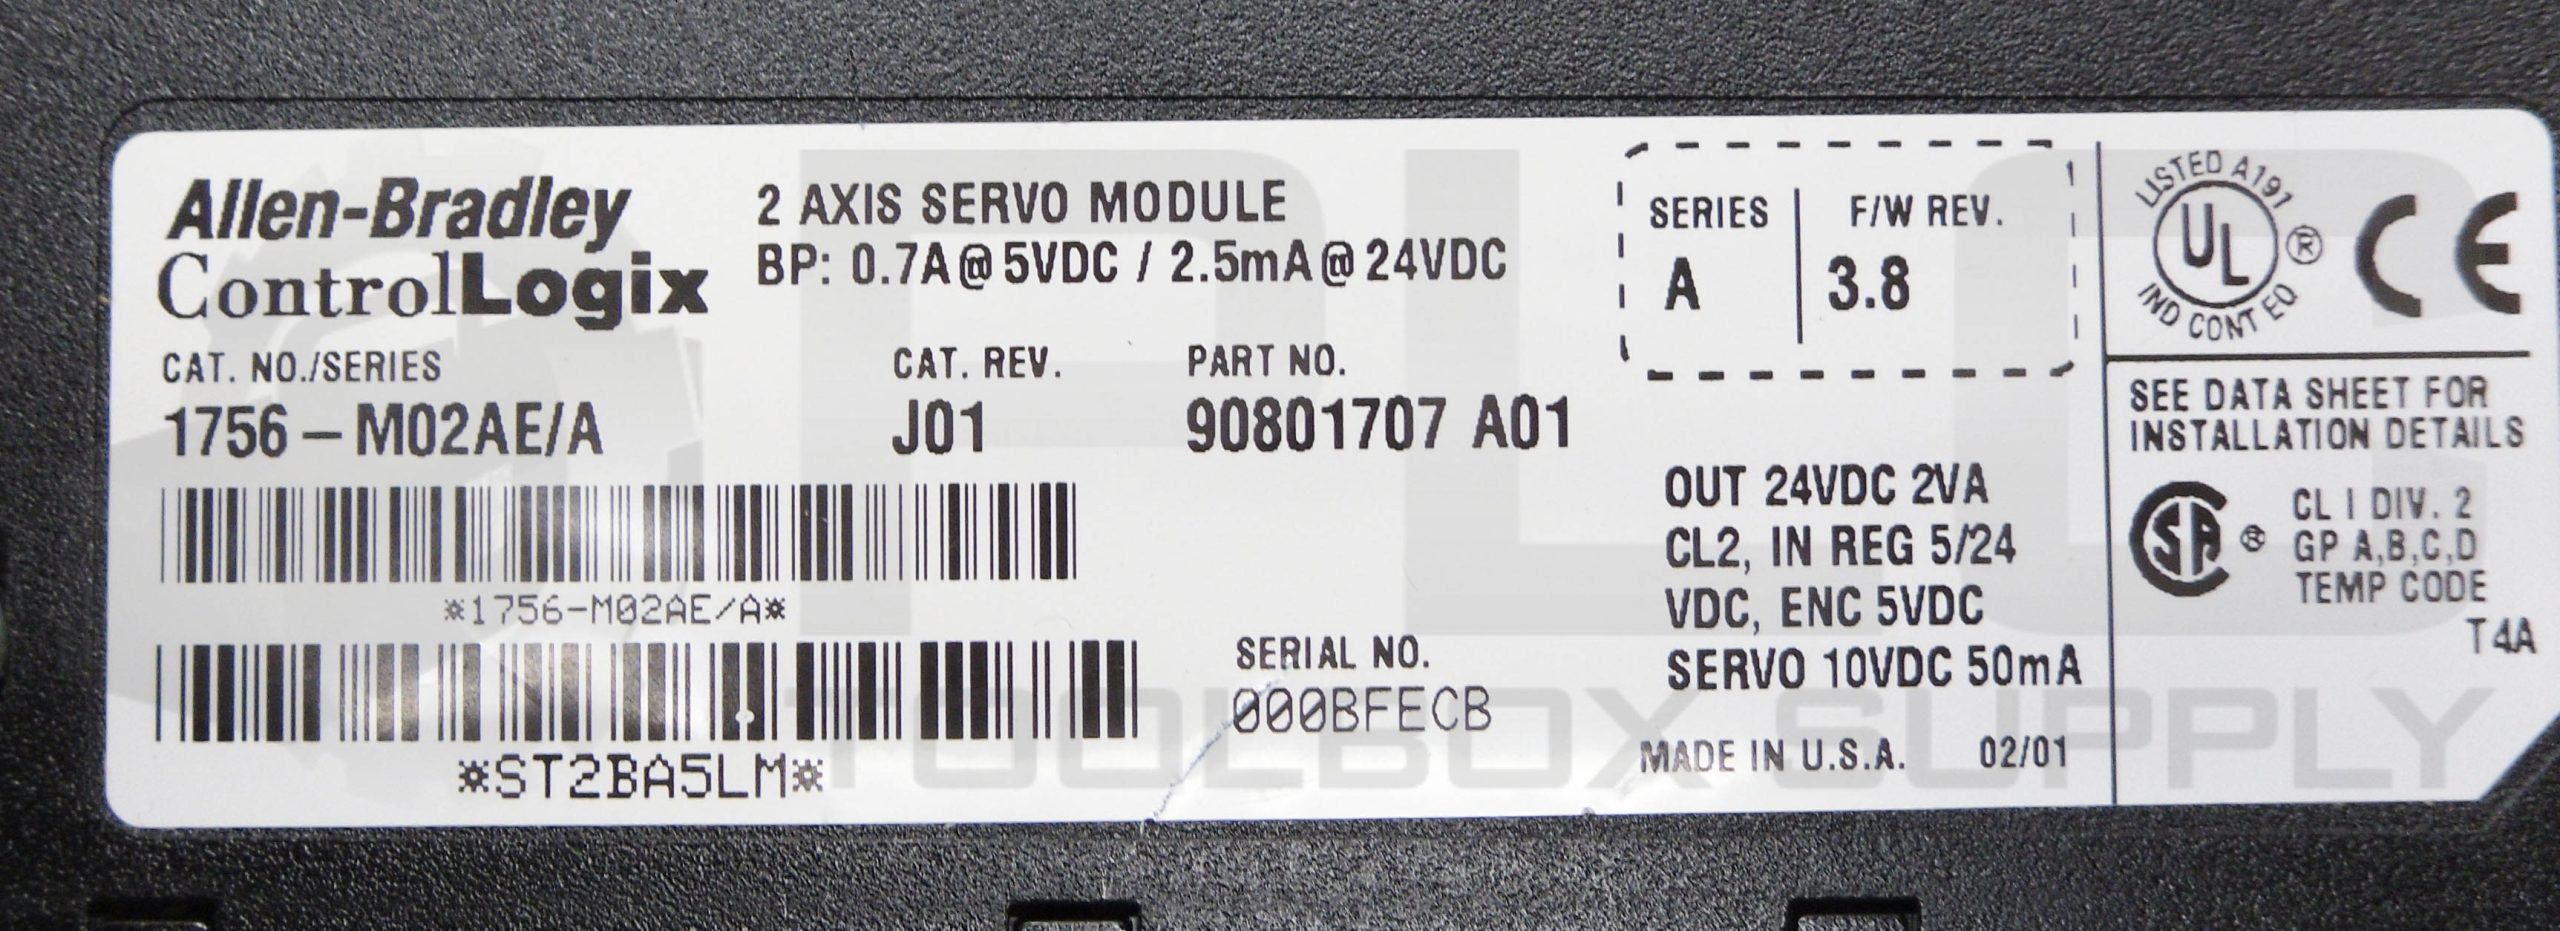 Allen-Bradley
ControlLogix
2 AXIS SERVO MODULE
BP: 0.7A@5VDC / 2.5mA@24VDC
CAT. NO./SERIES
1756-M02AE/A
CAT. REV.
J01
PART NO.
90801707 A01
SERIES
A
F/W REV.
3.8
*1756-M02AE/A*
*ST2BA5LM*
SERIAL NO.
000BFECB
OUT 24VDC 2VA
CL2, IN REG 5/24
VDC, ENC 5VDC
SERVO 10VDC 50mA
MADE IN U.S.A. 02/01
LISTED A191
UL ®
IND CONT EQ
CE
SEE DATA SHEET FOR
INSTALLATION DETAILS
SA ®
CL I DIV. 2
GP A,B,C,D
TEMP CODE
T4A
PLC
TOOLBOX SUPPLY